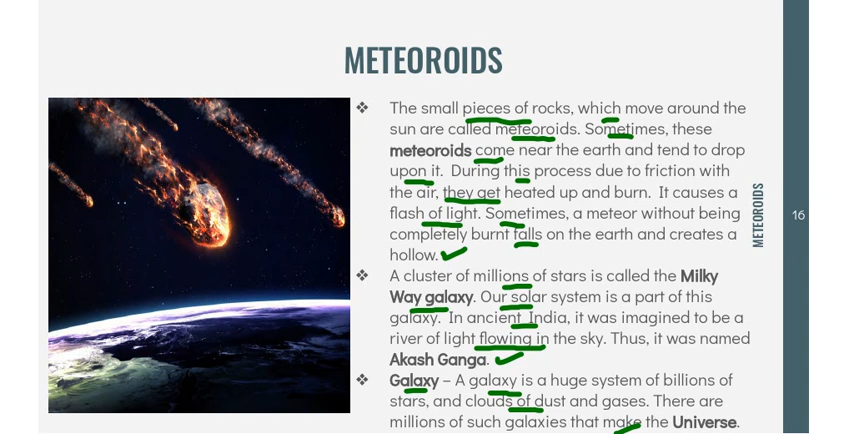 METEOROIDS
❖ The small pieces of rocks, which move around the
sun are called meteoroids. Sometimes, these
meteoroids come near the earth and tend to drop
upon it. During this process due to friction with
the air, they get heated up and burn. It causes a
flash of light. Sometimes, a meteor without being
completely burnt falls on the earth and creates a
hollow.
❖ A cluster of millions of stars is called the Milky
Way galaxy. Our solar system is a part of this
galaxy. In ancient India, it was imagined to be a
river of light flowing in the sky. Thus, it was named
Akash Ganga.
❖ Galaxy – A galaxy is a huge system of billions of
stars, and clouds of dust and gases. There are
millions of such galaxies that make the Universe.
METEOROIDS
16